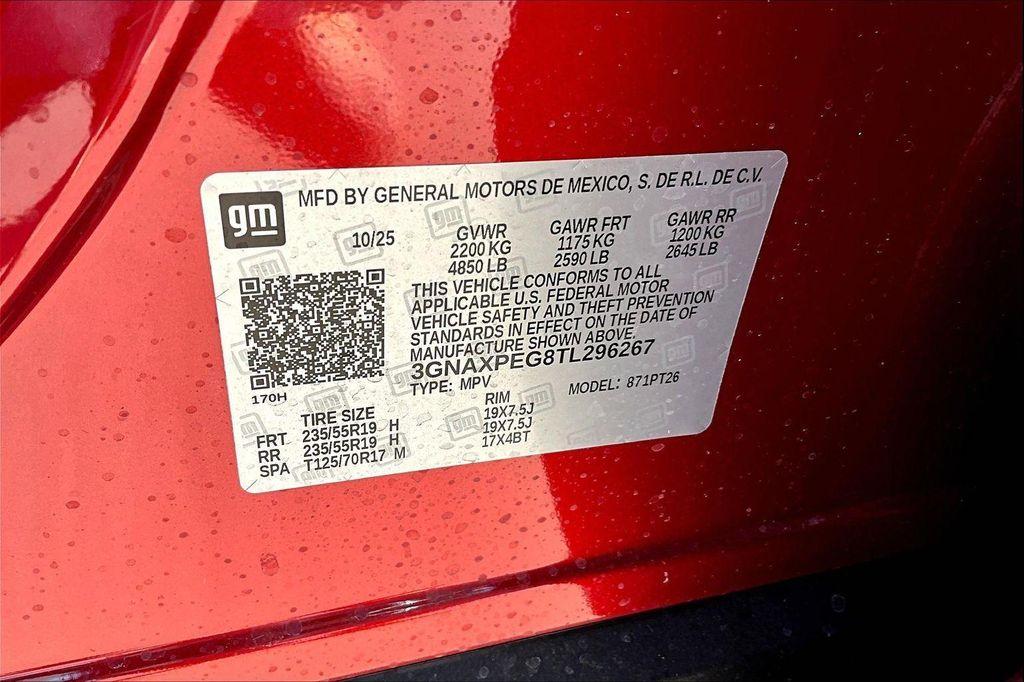 gm
MFD BY GENERAL MOTORS DE MEXICO, S. DE R.L. DE C.V.
10/25
GVWR GAWR FRT GAWR RR
2200 KG 1175 KG 1200 KG
4850 LB 2590 LB 2645 LB
THIS VEHICLE CONFORMS TO ALL
APPLICABLE U.S. FEDERAL MOTOR
VEHICLE SAFETY AND THEFT PREVENTION
STANDARDS IN EFFECT ON THE DATE OF
MANUFACTURE SHOWN ABOVE.
3GNAXPEG8TL296267
TYPE: MPV MODEL: 871PT26
170H
TIRE SIZE RIM
FRT 235/55R19 H 19X7.5J
RR 235/55R19 H 19X7.5J
SPA T125/70R17 M 17X4BT